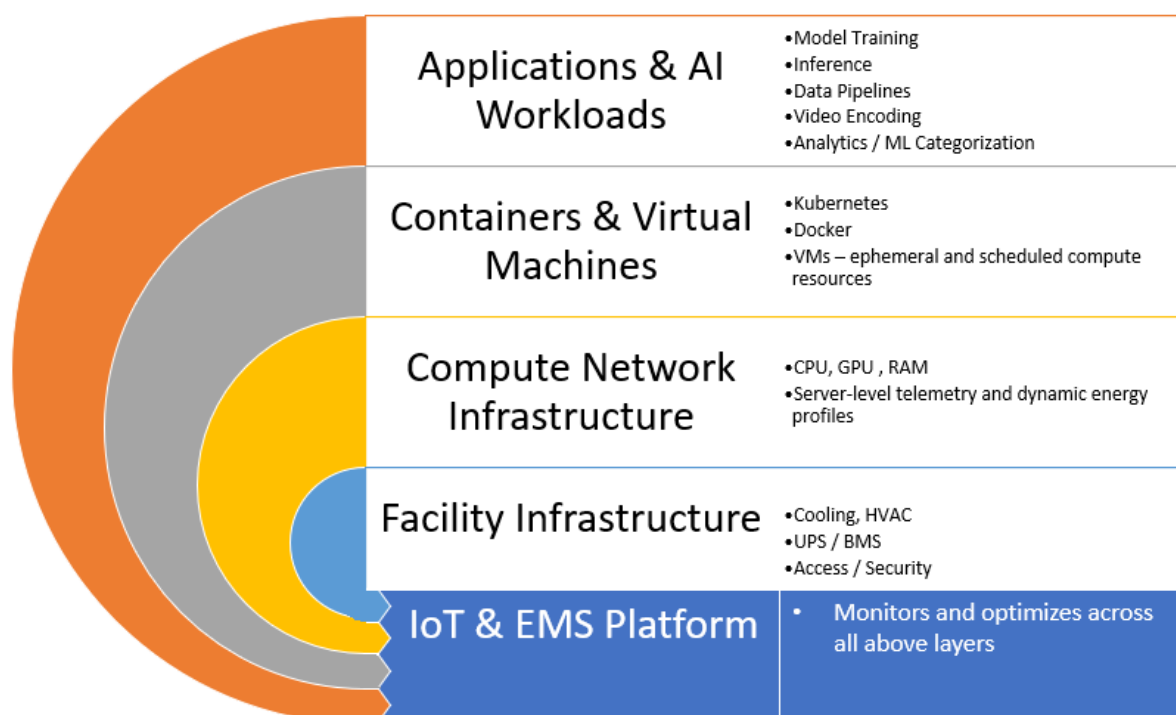 Applications & AI
Workloads
•Model Training
•Inference
•Data Pipelines
•Video Encoding
•Analytics / ML Categorization
Containers & Virtual
Machines
•Kubernetes
•Docker
•VMs – ephemeral and scheduled compute
resources
Compute Network
Infrastructure
•CPU, GPU , RAM
•Server-level telemetry and dynamic energy
profiles
Facility Infrastructure
•Cooling, HVAC
•UPS / BMS
•Access / Security
IoT & EMS Platform
• Monitors and optimizes across
all above layers